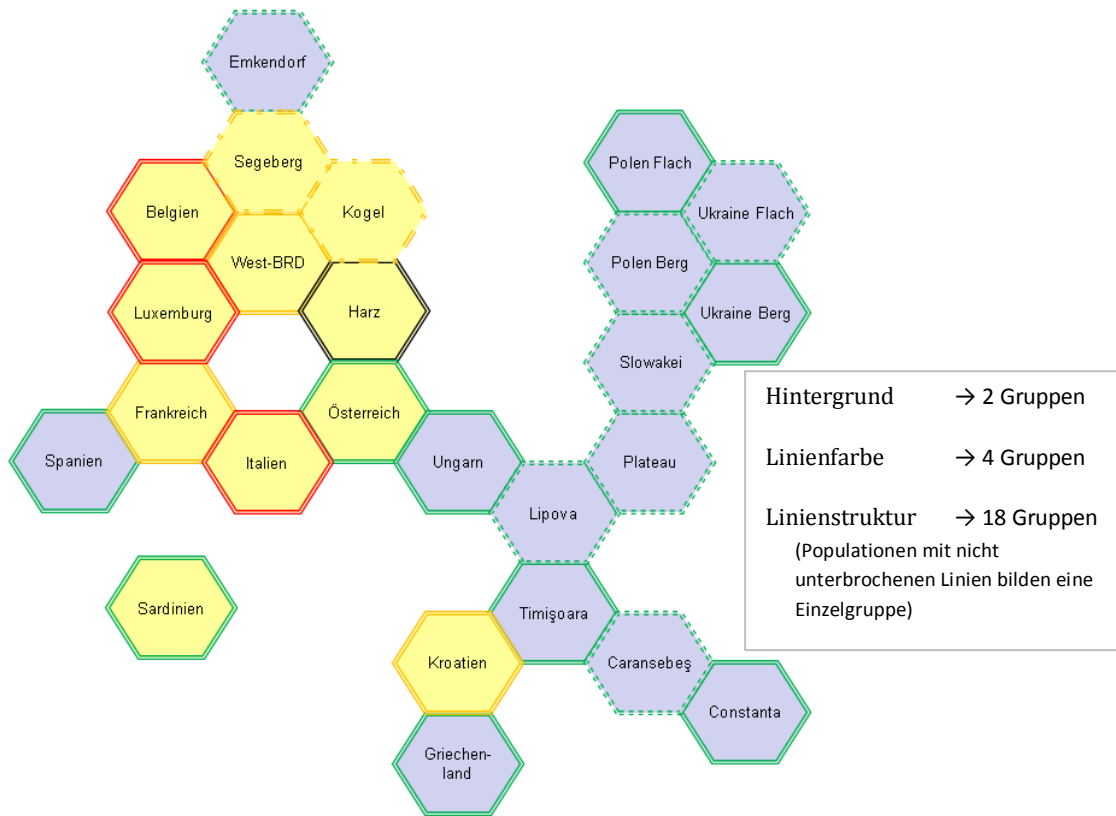 Emkendorf
Segeberg
Polen Flach
Belgien
Kogel
Ukraine Flach
West-BRD
Polen Berg
Luxemburg
Harz
Ukraine Berg
Slowakei
Frankreich
Österreich
Spanien
Italien
Ungarn
Plateau
Lipova
Sardinien
Timişoara
Kroatien
Caransebeş
Constanta
Griechen-
land
Hintergrund → 2 Gruppen
Linienfarbe → 4 Gruppen
Linienstruktur → 18 Gruppen
(Populationen mit nicht
unterbrochenen Linien bilden eine
Einzelgruppe)